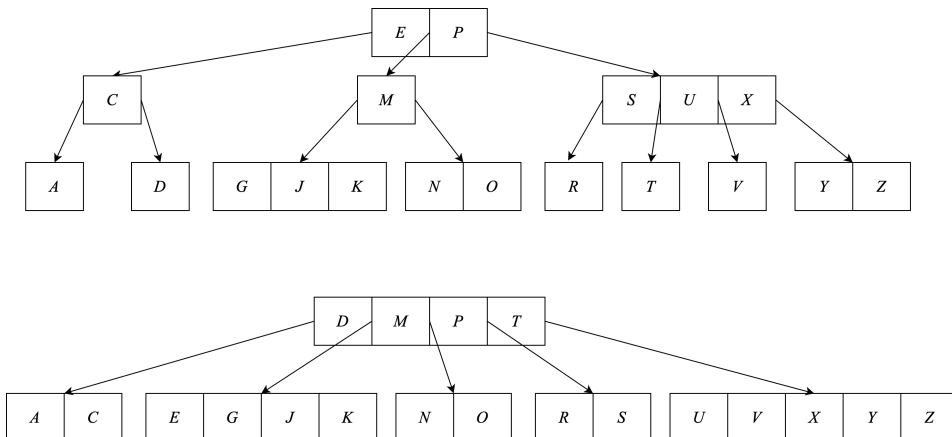 E P
C M S U X
A D G J K N O R T V Y Z
D M P T
A C E G J K N O R S U V X Y Z